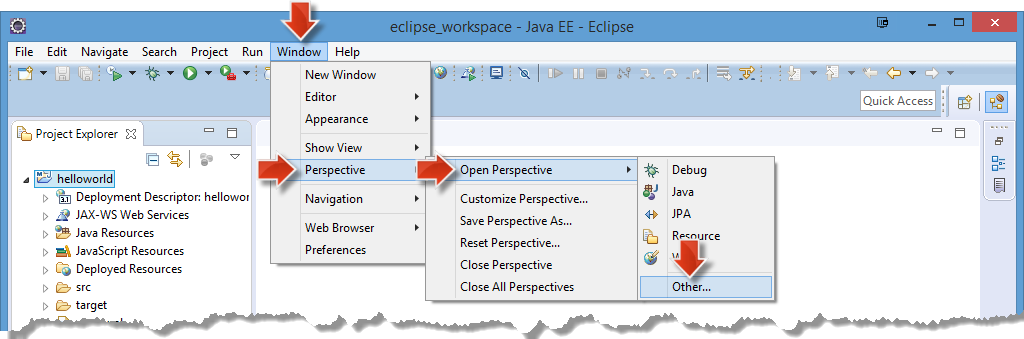 eclipse_workspace - Java EE - Eclipse
File Edit Navigate Search Project Run Window Help
Quick Access
Project Explorer
helloworld
Deployment Descriptor: hellowor
JAX-WS Web Services
Java Resources
JavaScript Resources
Deployed Resources
src
target
New Window
Editor
Appearance
Show View
Perspective
Navigation
Web Browser
Preferences
Open Perspective
Customize Perspective...
Save Perspective As...
Reset Perspective...
Close Perspective
Close All Perspectives
Debug
Java
JPA
Resource
Other...